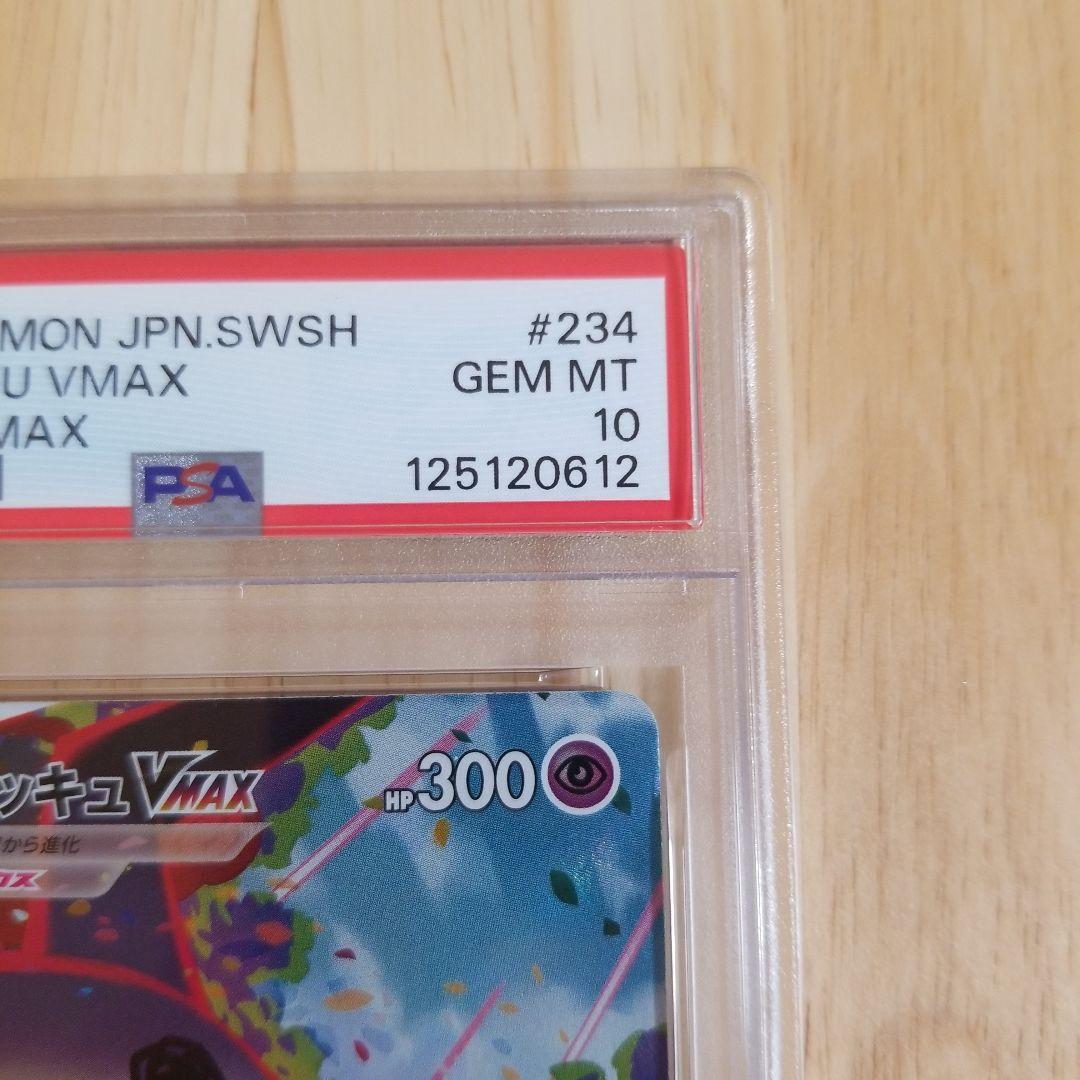 MON JPN.SWSH #234
U VMAX GEM MT
MAX 10
PSA 125120612
ッキュVMAX HP300
から進化